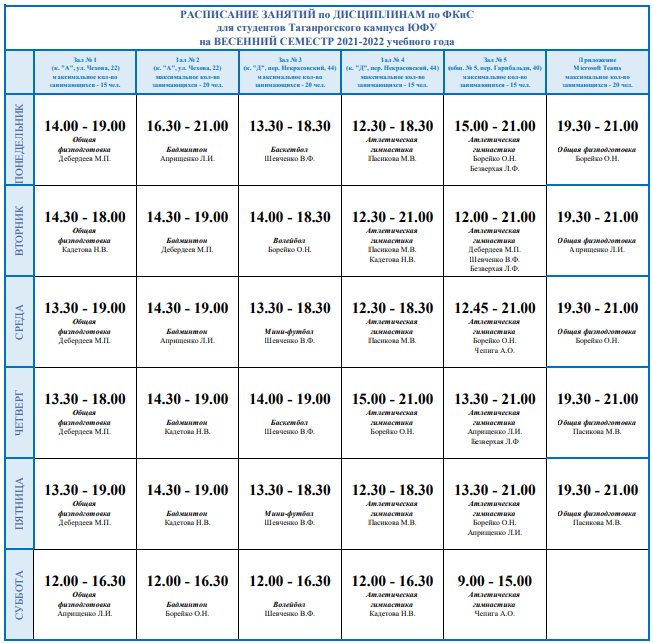 РАСПИСАНИЕ ЗАНЯТИЙ по ДИСЦИПЛИНАМ по ФКиС
для студентов Таганрогского кампуса ЮФУ
на ВЕСЕННИЙ СЕМЕСТР 2021-2022 учебного года
Зал № 1
(к. "А", ул. Чехова, 22)
максимальное кол-во
занимающихся - 15 чел.
Зал № 2
(к. "А", ул. Чехова, 22)
максимальное кол-во
занимающихся - 20 чел.
Зал № 3
(к. "Д", пер. Некрасовский, 44)
максимальное кол-во
занимающихся - 20 чел.
Зал № 4
(к. "Д", пер. Некрасовский, 44)
максимальное кол-во
занимающихся - 15 чел.
Зал № 5
(общ. № 5, пер. Гарибальди, 40)
максимальное кол-во
занимающихся - 15 чел.
Приложение
Microsoft Teams
максимальное кол-во
занимающихся - 20 чел.
ПОНЕДЕЛЬНИК
14.00 - 19.00
Общая
физподготовка
Дебердеев М.П.
16.30 - 21.00
Бадминтон
Априщенко Л.И.
13.30 - 18.30
Баскетбол
Шевченко В.Ф.
12.30 - 18.30
Атлетическая
гимнастика
Пасикова М.В.
15.00 - 21.00
Атлетическая
гимнастика
Борейко О.Н.
Безверхая Л.Ф.
19.30 - 21.00
Общая физподготовка
Борейко О.Н.
ВТОРНИК
14.30 - 18.00
Общая
физподготовка
Кадетова Н.В.
14.30 - 19.00
Бадминтон
Дебердеев М.П.
14.00 - 18.30
Волейбол
Борейко О.Н.
12.30 - 21.00
Атлетическая
гимнастика
Пасикова М.В.
Кадетова Н.В.
12.00 - 21.00
Атлетическая
гимнастика
Дебердеев М.П.
Шевченко В.Ф.
Безверхая Л.Ф.
19.30 - 21.00
Общая физподготовка
Априщенко Л.И.
СРЕДА
13.30 - 19.00
Общая
физподготовка
Дебердеев М.П.
14.30 - 19.00
Бадминтон
Априщенко Л.И.
13.30 - 18.30
Мини-футбол
Шевченко В.Ф.
12.30 - 18.30
Атлетическая
гимнастика
Пасикова М.В.
12.45 - 21.00
Атлетическая
гимнастика
Борейко О.Н.
Чепига А.О.
19.30 - 21.00
Общая физподготовка
Борейко О.Н.
ЧЕТВЕРГ
13.30 - 18.00
Общая
физподготовка
Дебердеев М.П.
14.30 - 19.00
Бадминтон
Кадетова Н.В.
14.00 - 19.00
Баскетбол
Шевченко В.Ф.
15.00 - 21.00
Атлетическая
гимнастика
Борейко О.Н.
13.30 - 21.00
Атлетическая
гимнастика
Априщенко Л.И.
Безверхая Л.Ф
19.30 - 21.00
Общая физподготовка
Пасикова М.В.
ПЯТНИЦА
13.30 - 19.00
Общая
физподготовка
Дебердеев М.П.
14.30 - 19.00
Бадминтон
Кадетова Н.В.
13.30 - 18.30
Мини-футбол
Шевченко В.Ф.
12.30 - 18.30
Атлетическая
гимнастика
Пасикова М.В.
13.30 - 21.00
Атлетическая
гимнастика
Борейко О.Н.
Априщенко Л.И.
19.30 - 21.00
Общая физподготовка
Пасикова М.В.
СУББОТА
12.00 - 16.30
Общая
физподготовка
Априщенко Л.И.
12.00 - 16.30
Бадминтон
Борейко О.Н.
12.00 - 16.30
Волейбол
Шевченко В.Ф.
12.00 - 16.30
Атлетическая
гимнастика
Кадетова Н.В.
9.00 - 15.00
Атлетическая
гимнастика
Чепига А.О.